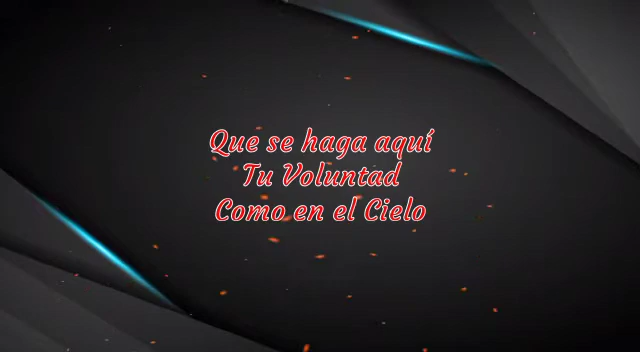 Que se haga aquí
Tu Voluntad
Como en el Cielo